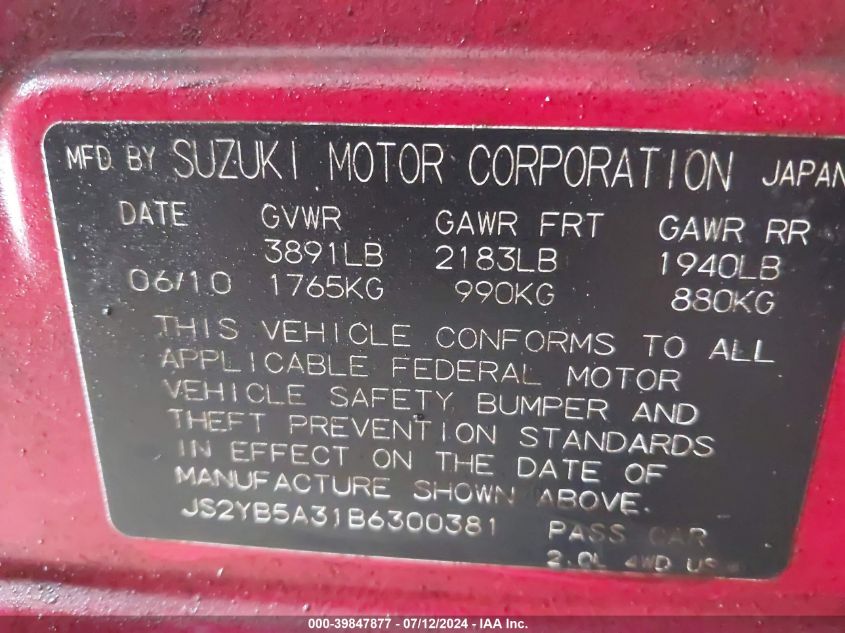 MFD. BY SUZUKI MOTOR CORPORATION JAPAN
DATE GVWR GAWR FRT GAWR RR
3891LB 2183LB 1940LB
06/10 1765KG 990KG 880KG
THIS VEHICLE CONFORMS TO ALL
APPLICABLE FEDERAL MOTOR
VEHICLE SAFETY BUMPER AND
THEFT PREVENTION STANDARDS
IN EFFECT ON THE DATE OF
MANUFACTURE SHOWN ABOVE.
JS2YB5A31B6300381 PASS CAR
2.0L 4WD
000-39847877 - 07/12/2024 - IAA Inc.